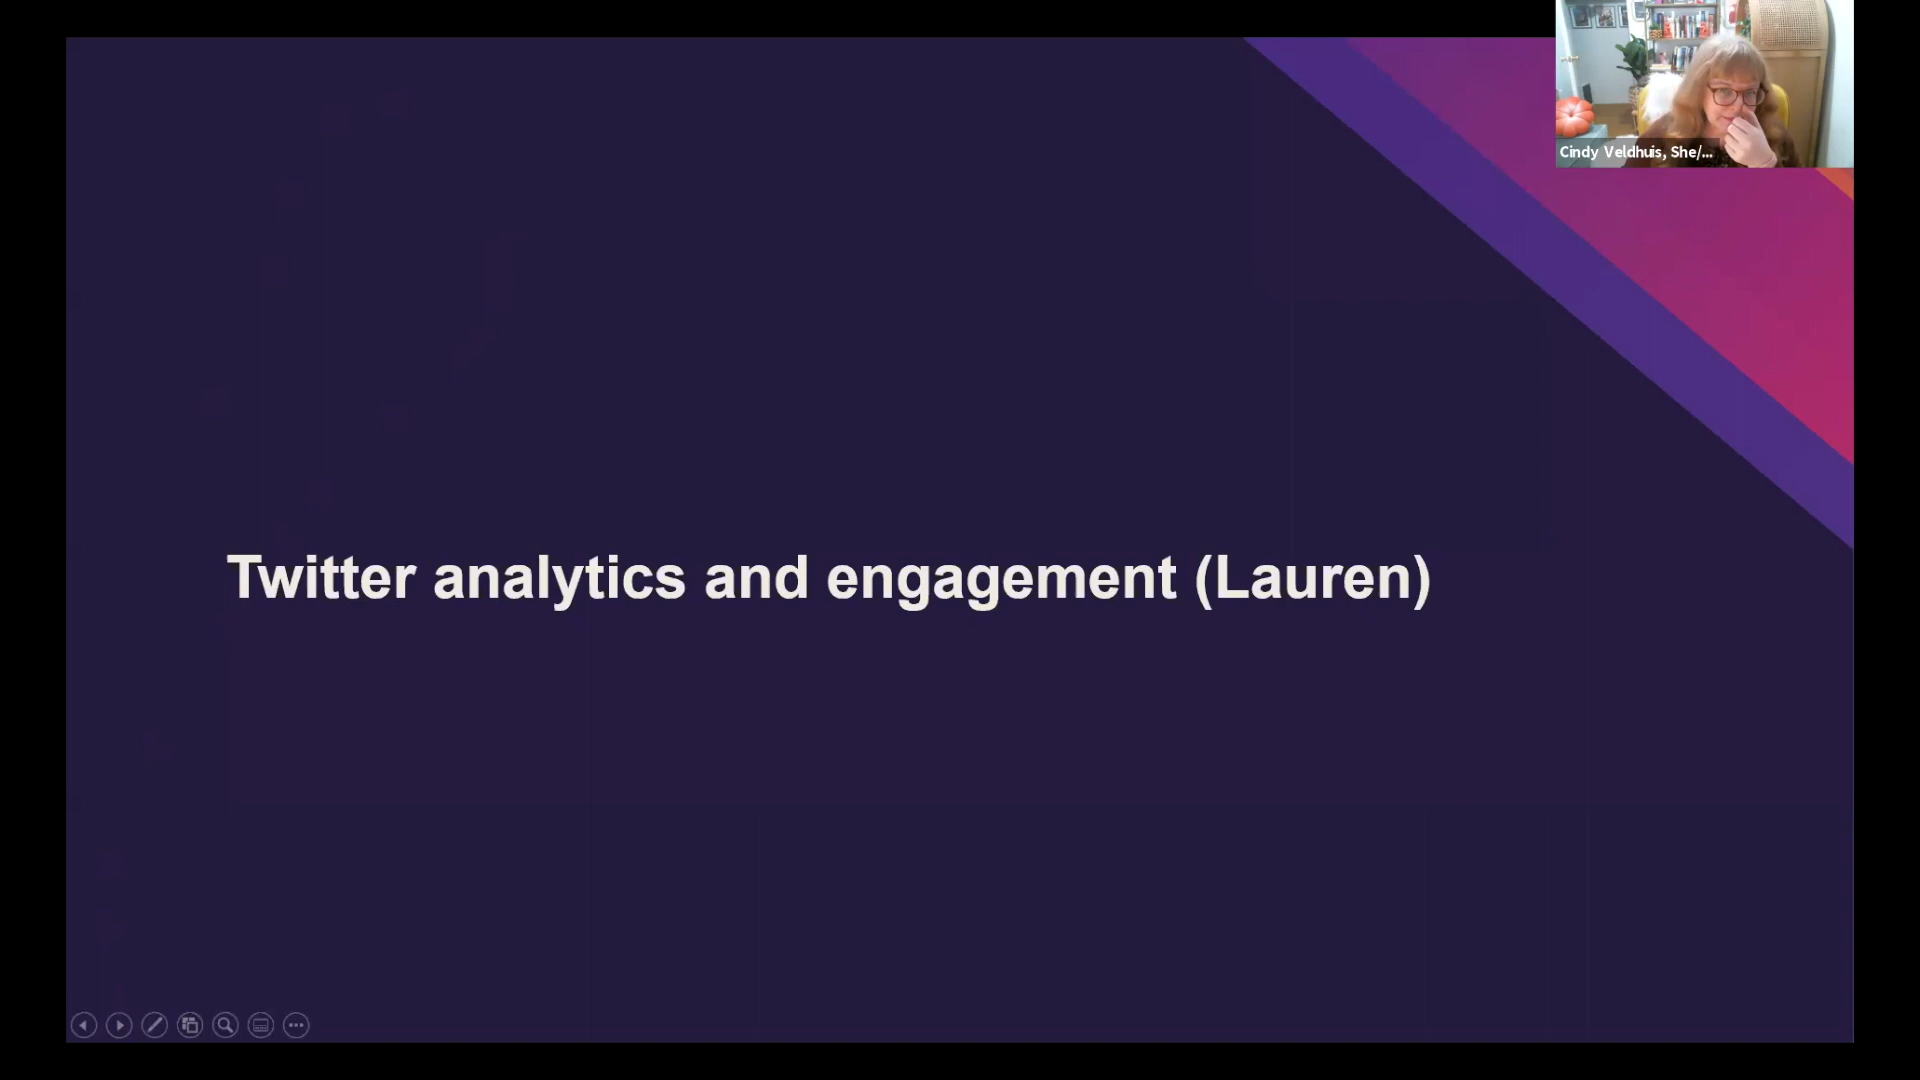 Cindy Veldhuis, She/...
Twitter analytics and engagement (Lauren)